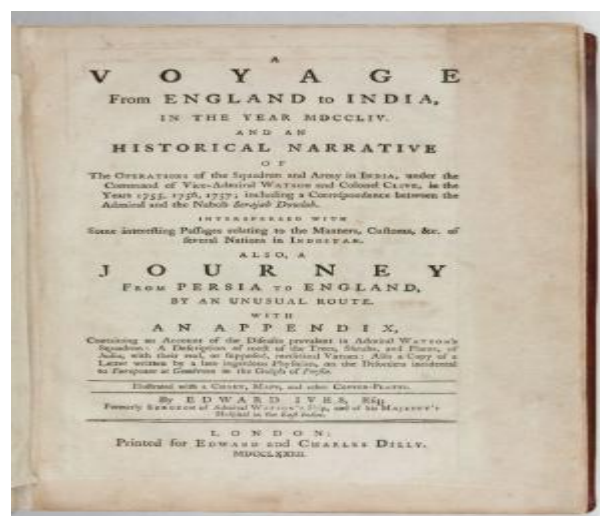 A
VOYAGE
From ENGLAND to INDIA,
IN THE YEAR MDCCLIV.
AND AN
HISTORICAL NARRATIVE
OF
The OPERATIONS of the Squadron and Army in INDIA, under the
Command of Vice-Admiral WATSON and Colonel CLIVE, in the
Years 1755, 1756, 1757; including a Correspondence between the
Admiral and the Nabob Serajah Dowlah.
INTERSPERSED WITH
Some interesting Passages relating to the Manners, Customs, &c. of
several Nations in INDOSTAN.
ALSO, A
JOURNEY
FROM PERSIA TO ENGLAND,
BY AN UNUSUAL ROUTE.
WITH
AN APPENDIX,
Containing an Account of the Diseases prevalent in Admiral WATSON'S
Squadron: A Description of most of the Trees, Shrubs, and Plants, of
India, with their real, or supposed, medicinal Virtues: Also a Copy of a
Letter written by a late ingenious Physician, on the Disorders incidental
to Europeans at Gombroon in the Gulph of Persia.
Illustrated with a CHART, MAPS, and other COPPER-PLATES.
By EDWARD IVES, Esq;
Formerly SURGEON of Admiral WATSON'S Ship, and of his MAJESTY'S
Hospital in the East Indies.
LONDON:
Printed for EDWARD and CHARLES DILLY.
MDCCLXXIII.